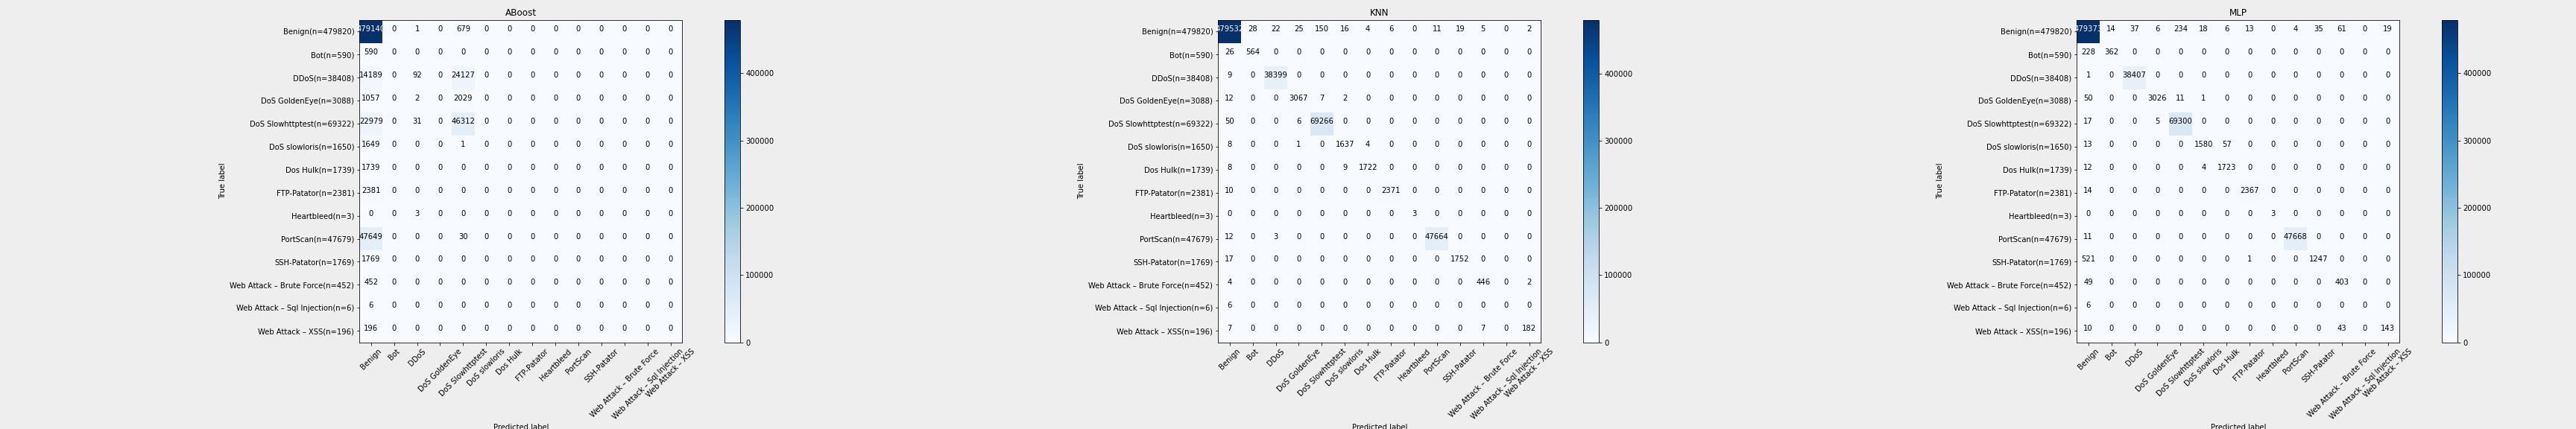 ABoost
Benign(n=479820) 479140 0 1 0 679 0 0 0 0 0 0 0 0 0
Bot(n=590) 590 0 0 0 0 0 0 0 0 0 0 0 0 0
DDoS(n=38408) 14189 0 92 0 24127 0 0 0 0 0 0 0 0 0
DoS GoldenEye(n=3088) 1057 0 2 0 2029 0 0 0 0 0 0 0 0 0
DoS Slowhttptest(n=69322) 22979 0 31 0 46312 0 0 0 0 0 0 0 0 0
DoS slowloris(n=1650) 1649 0 0 0 1 0 0 0 0 0 0 0 0 0
Dos Hulk(n=1739) 1739 0 0 0 0 0 0 0 0 0 0 0 0 0
FTP-Patator(n=2381) 2381 0 0 0 0 0 0 0 0 0 0 0 0 0
Heartbleed(n=3) 0 0 3 0 0 0 0 0 0 0 0 0 0 0
PortScan(n=47679) 47649 0 0 0 30 0 0 0 0 0 0 0 0 0
SSH-Patator(n=1769) 1769 0 0 0 0 0 0 0 0 0 0 0 0 0
Web Attack – Brute Force(n=452) 452 0 0 0 0 0 0 0 0 0 0 0 0 0
Web Attack – Sql Injection(n=6) 6 0 0 0 0 0 0 0 0 0 0 0 0 0
Web Attack – XSS(n=196) 196 0 0 0 0 0 0 0 0 0 0 0 0 0
True label
Benign Bot DDoS DoS GoldenEye DoS Slowhttptest DoS slowloris Dos Hulk FTP-Patator Heartbleed PortScan SSH-Patator Web Attack – Brute Force Web Attack – Sql Injection Web Attack – XSS
Predicted label
400000
300000
200000
100000
0
KNN
Benign(n=479820) 479532 28 22 25 150 16 4 6 0 11 19 5 0 2
Bot(n=590) 26 564 0 0 0 0 0 0 0 0 0 0 0 0
DDoS(n=38408) 9 0 38399 0 0 0 0 0 0 0 0 0 0 0
DoS GoldenEye(n=3088) 12 0 0 3067 7 2 0 0 0 0 0 0 0 0
DoS Slowhttptest(n=69322) 50 0 0 6 69266 0 0 0 0 0 0 0 0 0
DoS slowloris(n=1650) 8 0 0 1 0 1637 4 0 0 0 0 0 0 0
Dos Hulk(n=1739) 8 0 0 0 0 9 1722 0 0 0 0 0 0 0
FTP-Patator(n=2381) 10 0 0 0 0 0 0 2371 0 0 0 0 0 0
Heartbleed(n=3) 0 0 0 0 0 0 0 0 3 0 0 0 0 0
PortScan(n=47679) 12 0 3 0 0 0 0 0 0 47664 0 0 0 0
SSH-Patator(n=1769) 17 0 0 0 0 0 0 0 0 0 1752 0 0 0
Web Attack – Brute Force(n=452) 4 0 0 0 0 0 0 0 0 0 0 446 0 2
Web Attack – Sql Injection(n=6) 6 0 0 0 0 0 0 0 0 0 0 0 0 0
Web Attack – XSS(n=196) 7 0 0 0 0 0 0 0 0 0 0 7 0 182
True label
Benign Bot DDoS DoS GoldenEye DoS Slowhttptest DoS slowloris Dos Hulk FTP-Patator Heartbleed PortScan SSH-Patator Web Attack – Brute Force Web Attack – Sql Injection Web Attack – XSS
Predicted label
400000
300000
200000
100000
0
MLP
Benign(n=479820) 479373 14 37 6 234 18 6 13 0 4 35 61 0 19
Bot(n=590) 228 362 0 0 0 0 0 0 0 0 0 0 0 0
DDoS(n=38408) 1 0 38407 0 0 0 0 0 0 0 0 0 0 0
DoS GoldenEye(n=3088) 50 0 0 3026 11 1 0 0 0 0 0 0 0 0
DoS Slowhttptest(n=69322) 17 0 0 5 69300 0 0 0 0 0 0 0 0 0
DoS slowloris(n=1650) 13 0 0 0 0 1580 57 0 0 0 0 0 0 0
Dos Hulk(n=1739) 12 0 0 0 0 4 1723 0 0 0 0 0 0 0
FTP-Patator(n=2381) 14 0 0 0 0 0 0 2367 0 0 0 0 0 0
Heartbleed(n=3) 0 0 0 0 0 0 0 0 3 0 0 0 0 0
PortScan(n=47679) 11 0 0 0 0 0 0 0 0 47668 0 0 0 0
SSH-Patator(n=1769) 521 0 0 0 0 0 0 1 0 0 1247 0 0 0
Web Attack – Brute Force(n=452) 49 0 0 0 0 0 0 0 0 0 0 403 0 0
Web Attack – Sql Injection(n=6) 6 0 0 0 0 0 0 0 0 0 0 0 0 0
Web Attack – XSS(n=196) 10 0 0 0 0 0 0 0 0 0 0 43 0 143
True label
Benign Bot DDoS DoS GoldenEye DoS Slowhttptest DoS slowloris Dos Hulk FTP-Patator Heartbleed PortScan SSH-Patator Web Attack – Brute Force Web Attack – Sql Injection Web Attack – XSS
Predicted label
400000
300000
200000
100000
0